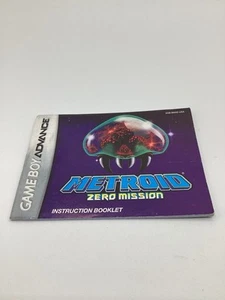 GAME BOY ADVANCE
METROID
ZERO MISSION
INSTRUCTION BOOKLET